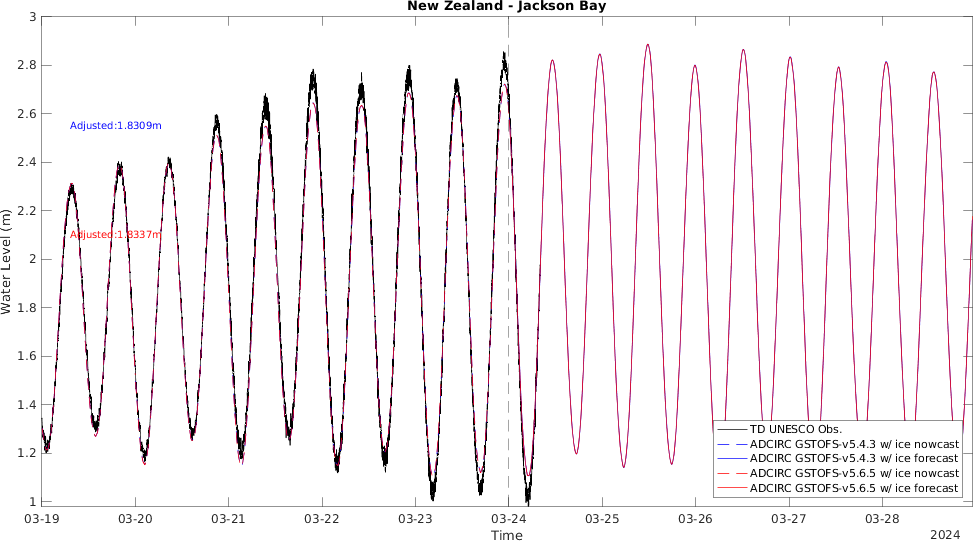 New Zealand - Jackson Bay
3
2.8
2.6
2.4
2.2
2
1.8
1.6
1.4
1.2
1
Water Level (m)
Adjusted:1.8309m
Adjusted:1.8337m
TD UNESCO Obs.
ADCIRC GSTOFS-v5.4.3 w/ ice nowcast
ADCIRC GSTOFS-v5.4.3 w/ ice forecast
ADCIRC GSTOFS-v5.6.5 w/ ice nowcast
ADCIRC GSTOFS-v5.6.5 w/ ice forecast
03-19 03-20 03-21 03-22 03-23 03-24 03-25 03-26 03-27 03-28
Time
2024